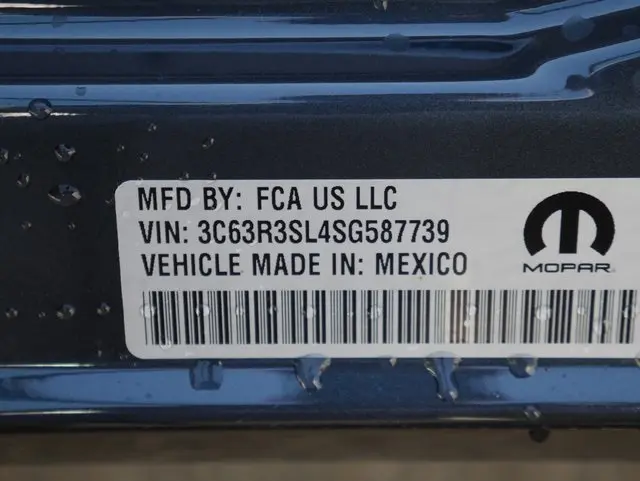 MFD BY: FCA US LLC
VIN: 3C63R3SL4SG587739
VEHICLE MADE IN: MEXICO
MOPAR